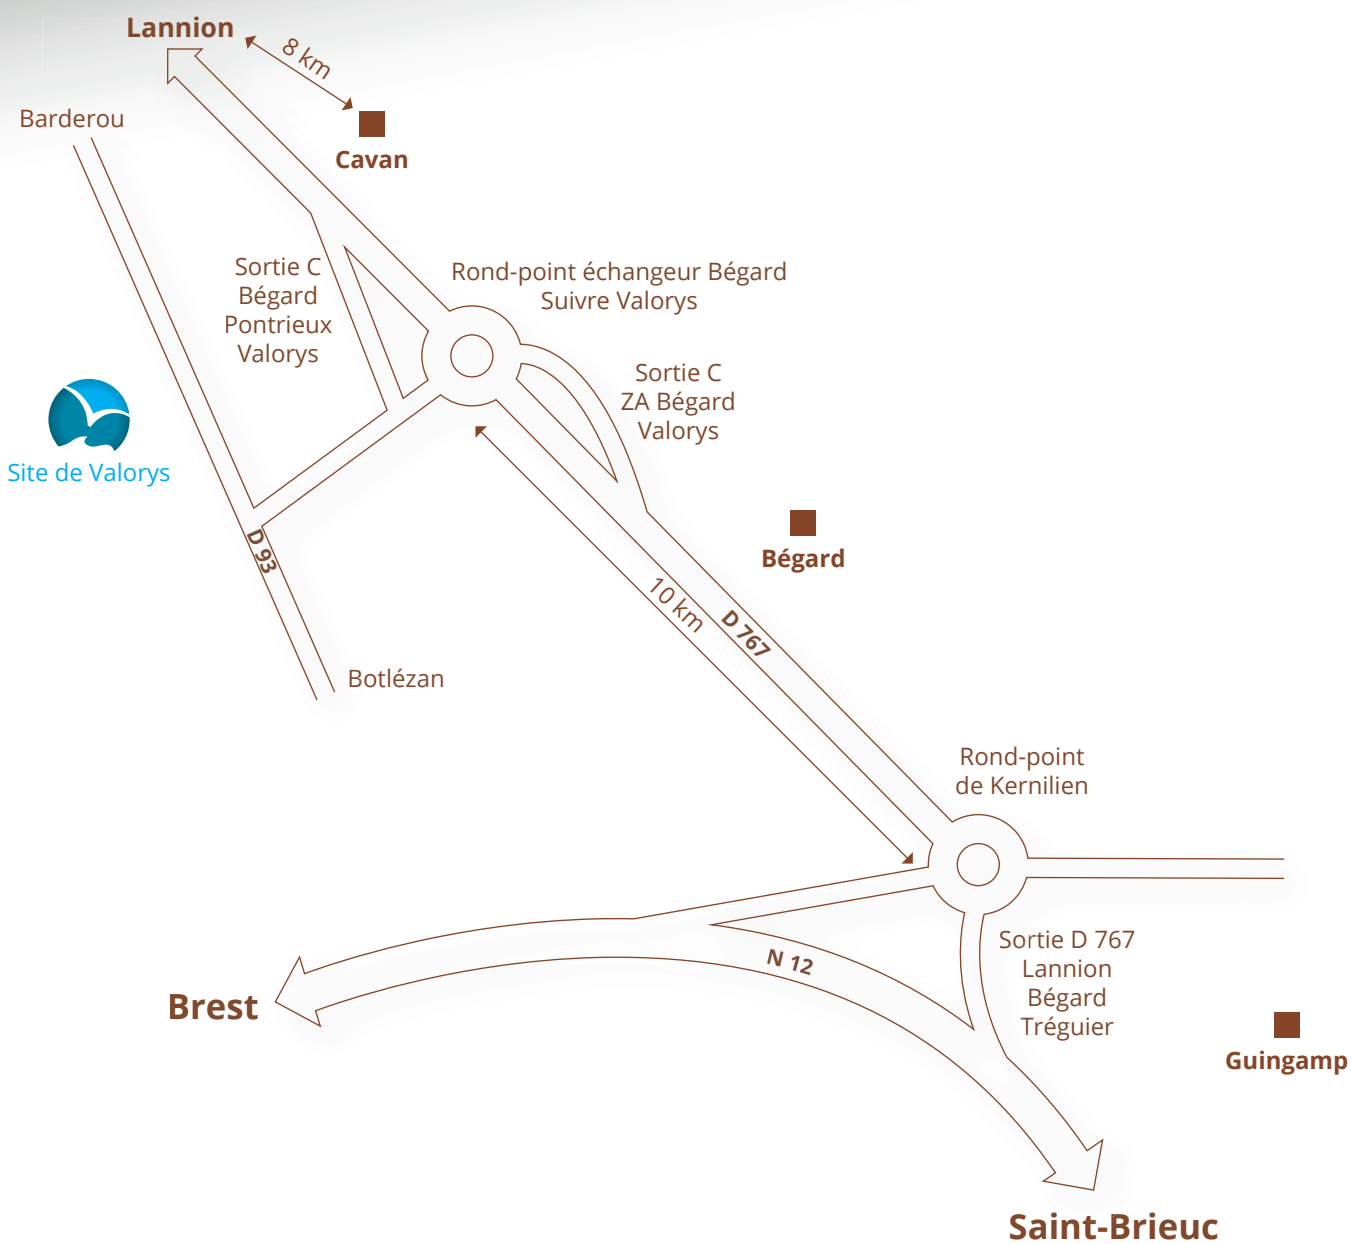 Lannion
8 km
Barderou
Cavan
Sortie C
Bégard
Pontrieux
Valorys
Rond-point échangeur Bégard
Suivre Valorys
Sortie C
ZA Bégard
Valorys
Site de Valorys
D 93
Bégard
10 km
D 767
Botlézan
Rond-point
de Kernilien
N 12
Sortie D 767
Lannion
Bégard
Tréguier
Brest
Guingamp
Saint-Brieuc